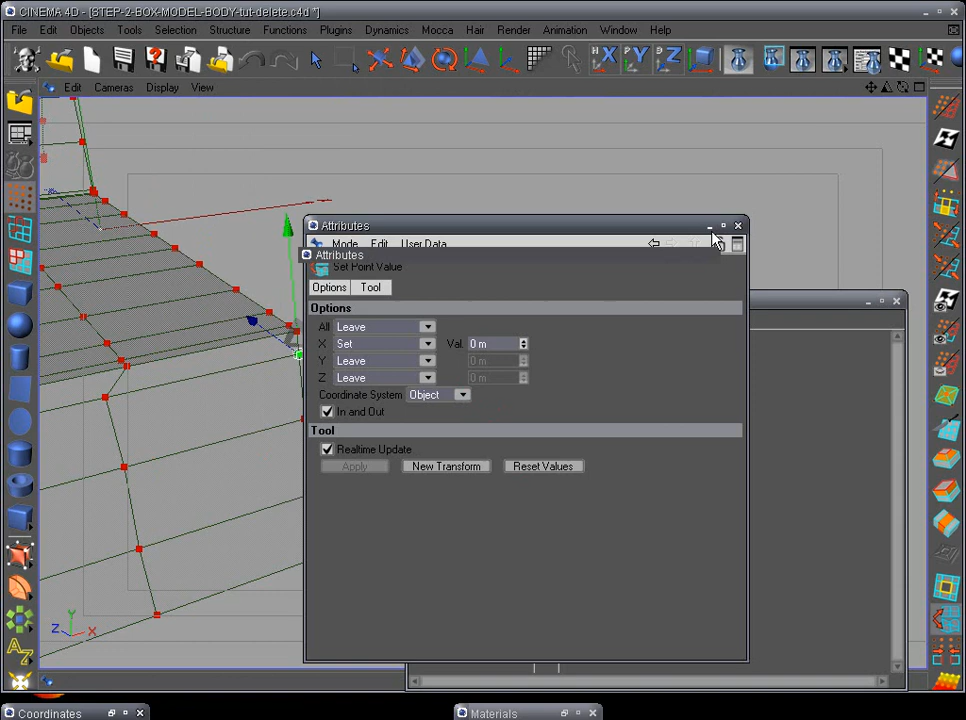 CINEMA 4D - [STEP-2-BOX-MODEL-BODY-tut-delete.c4d *]
File Edit Objects Tools Selection Structure Functions Plugins Dynamics Mocca Hair Render Animation Window Help
X Y Z
Edit Cameras Display View
Attributes
Mode Edit User Data
Attributes
Set Point Value
Options Tool
Options
All Leave
X Set Val. 0 m
Y Leave 0 m
Z Leave 0 m
Coordinate System Object
In and Out
Tool
Realtime Update
Apply New Transform Reset Values
Y
Z X
A
Z
Coordinates Materials